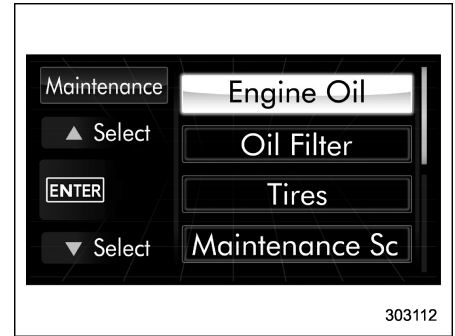 Maintenance
▲ Select
ENTER
▼ Select
Engine Oil
Oil Filter
Tires
Maintenance Sc
303112